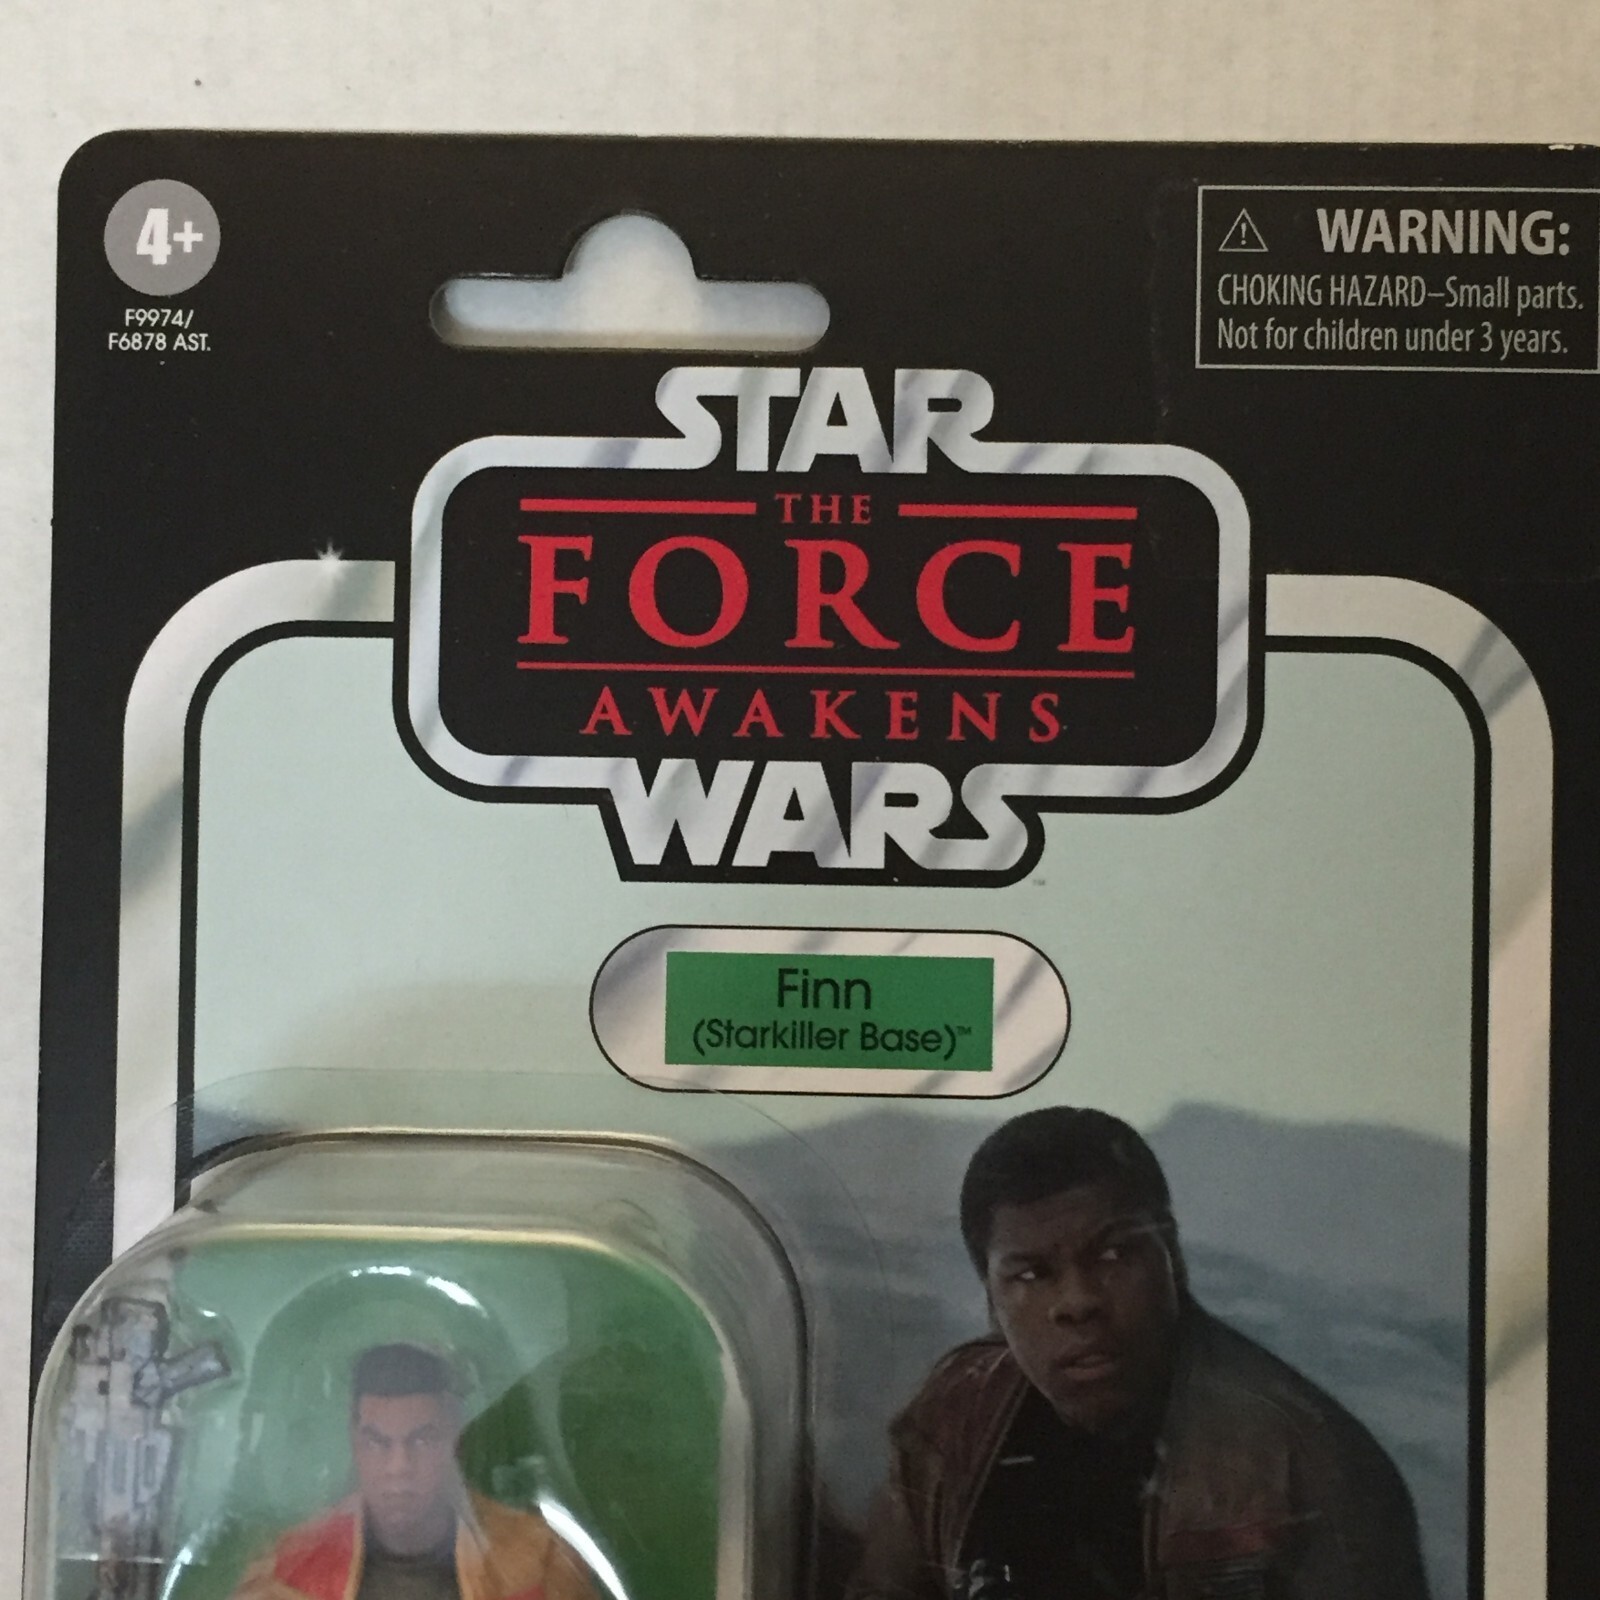 4+
F9974/
F6878 AST.
WARNING:
CHOKING HAZARD–Small parts.
Not for children under 3 years.
STAR
THE
FORCE
AWAKENS
WARS
™
Finn
(Starkiller Base)™